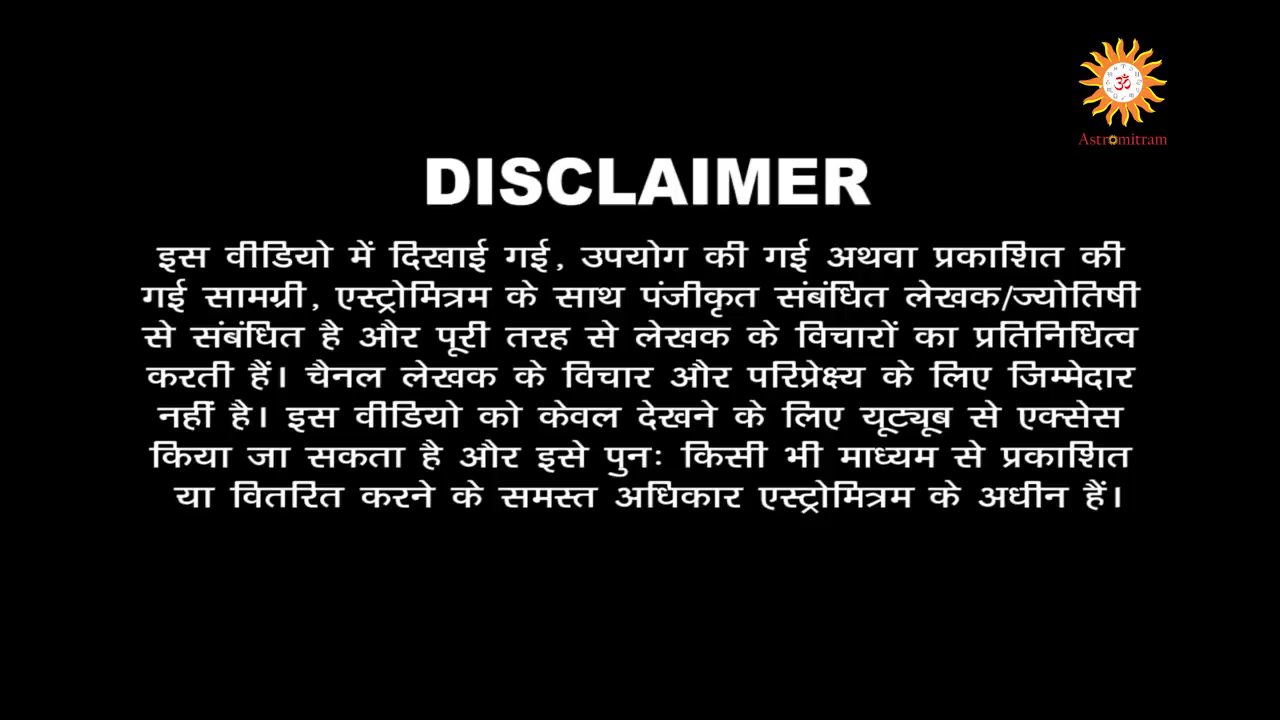 Astromitram
DISCLAIMER
इस वीडियो में दिखाई गई, उपयोग की गई अथवा प्रकाशित की
गई सामग्री, एस्ट्रोमित्रम के साथ पंजीकृत संबंधित लेखक/ज्योतिषी
से संबंधित है और पूरी तरह से लेखक के विचारों का प्रतिनिधित्व
करती हैं। चैनल लेखक के विचार और परिप्रेक्ष्य के लिए जिम्मेदार
नहीं है। इस वीडियो को केवल देखने के लिए यूट्यूब से एक्सेस
किया जा सकता है और इसे पुनः किसी भी माध्यम से प्रकाशित
या वितरित करने के समस्त अधिकार एस्ट्रोमित्रम के अधीन हैं।